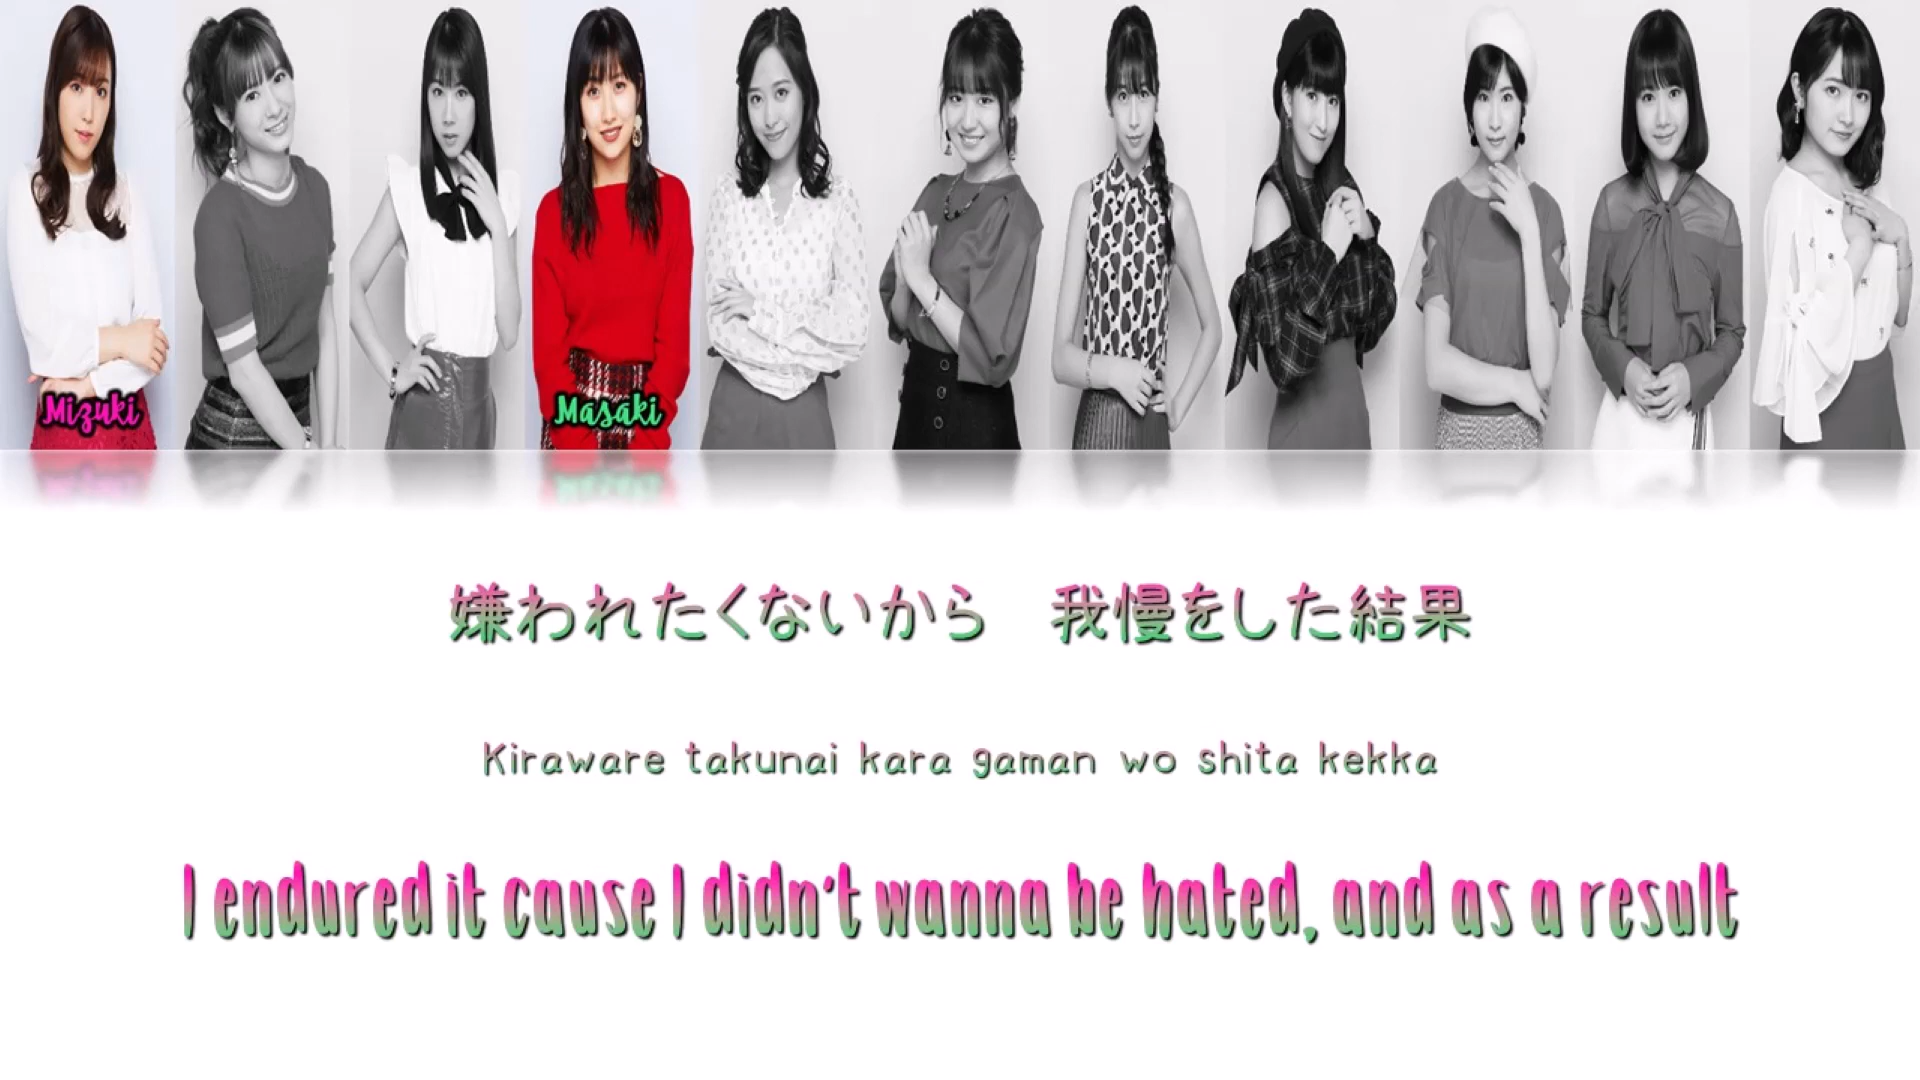 Mizuki
Masaki
嫌われたくないから　我慢をした結果
Kiraware takunai kara gaman wo shita kekka
I endured it cause I didn't wanna be hated, and as a result